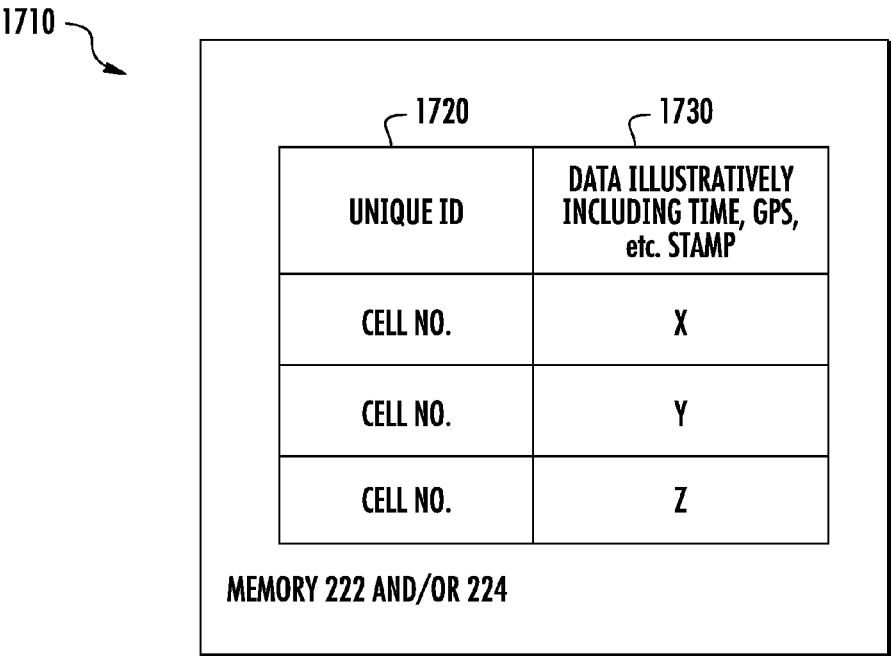 1710
1720
1730
UNIQUE ID
DATA ILLUSTRATIVELY
INCLUDING TIME, GPS,
etc. STAMP
CELL NO.
X
CELL NO.
Y
CELL NO.
Z
MEMORY 222 AND/OR 224